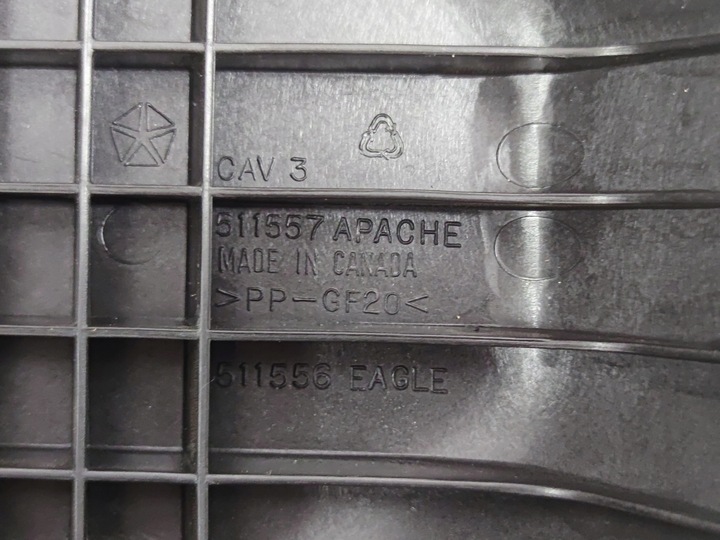 CAV 3
511557 APACHE
MADE IN CANADA
>PP-GF20<
511556 EAGLE